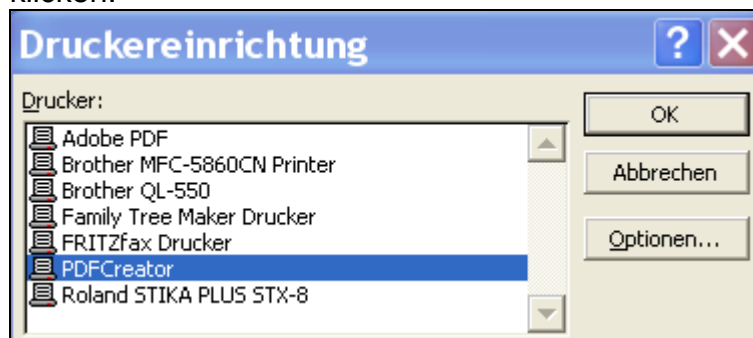 klicken.
Druckereinrichtung
Drucker:
Adobe PDF
Brother MFC-5860CN Printer
Brother QL-550
Family Tree Maker Drucker
FRITZfax Drucker
PDFCreator
Roland STIKA PLUS STX-8
OK
Abbrechen
Optionen...